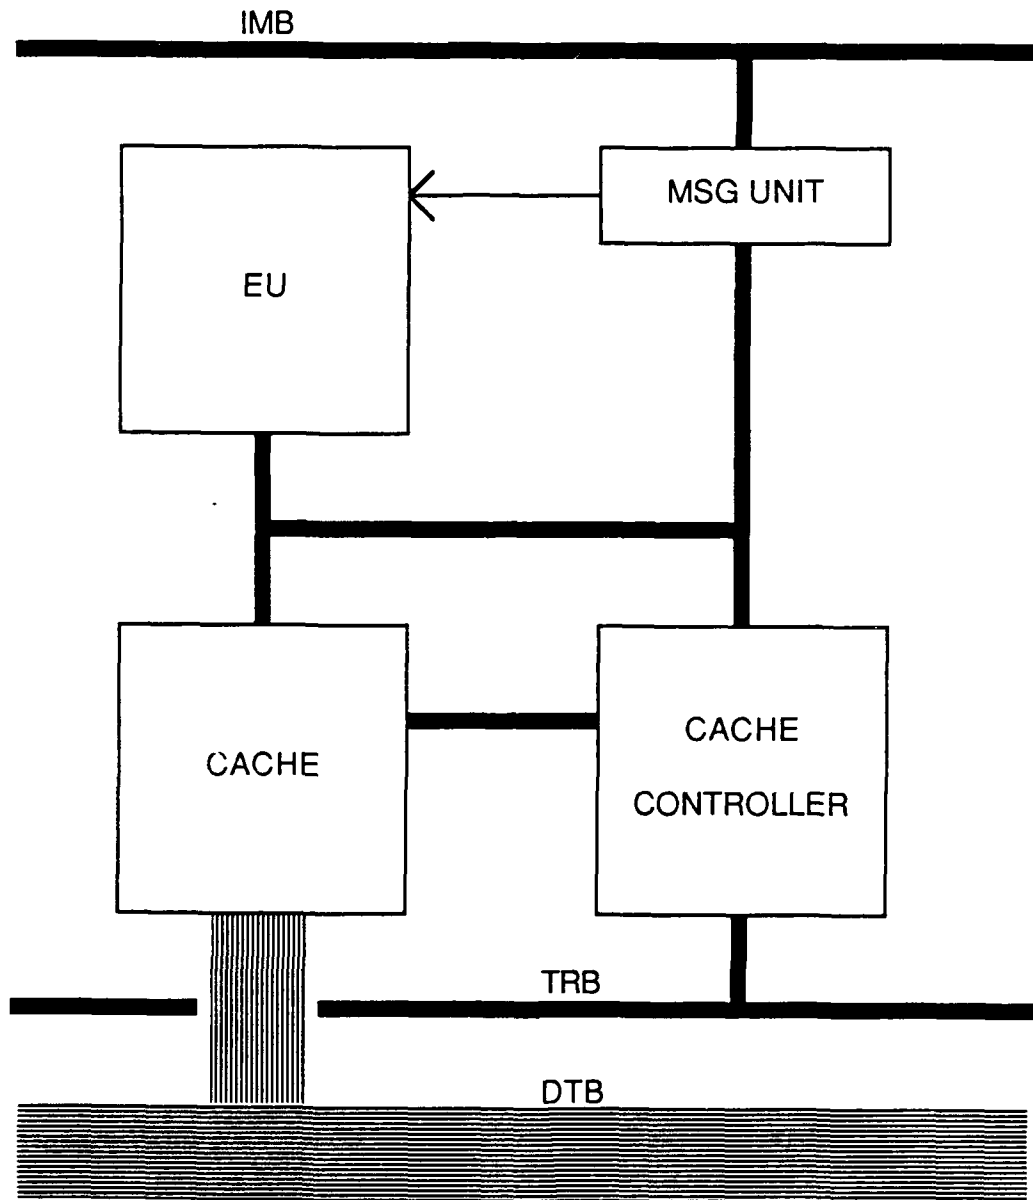 IMB
MSG UNIT
EU
CACHE
CACHE
CONTROLLER
TRB
DTB